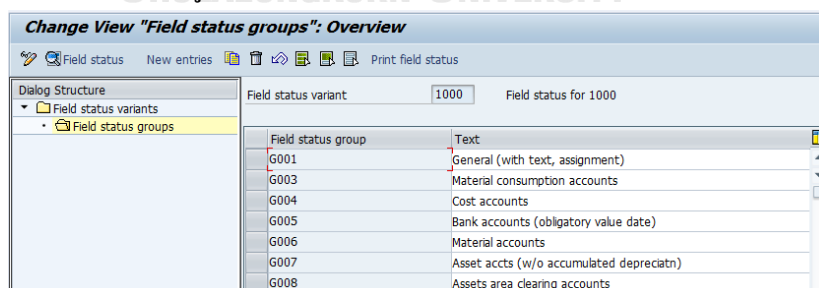 Change View "Field status groups": Overview
Field status New entries Print field status
Dialog Structure
Field status variants
Field status groups
Field status variant 1000 Field status for 1000
Field status group Text
G001 General (with text, assignment)
G003 Material consumption accounts
G004 Cost accounts
G005 Bank accounts (obligatory value date)
G006 Material accounts
G007 Asset accts (w/o accumulated depreciatn)
G008 Assets area clearing accounts